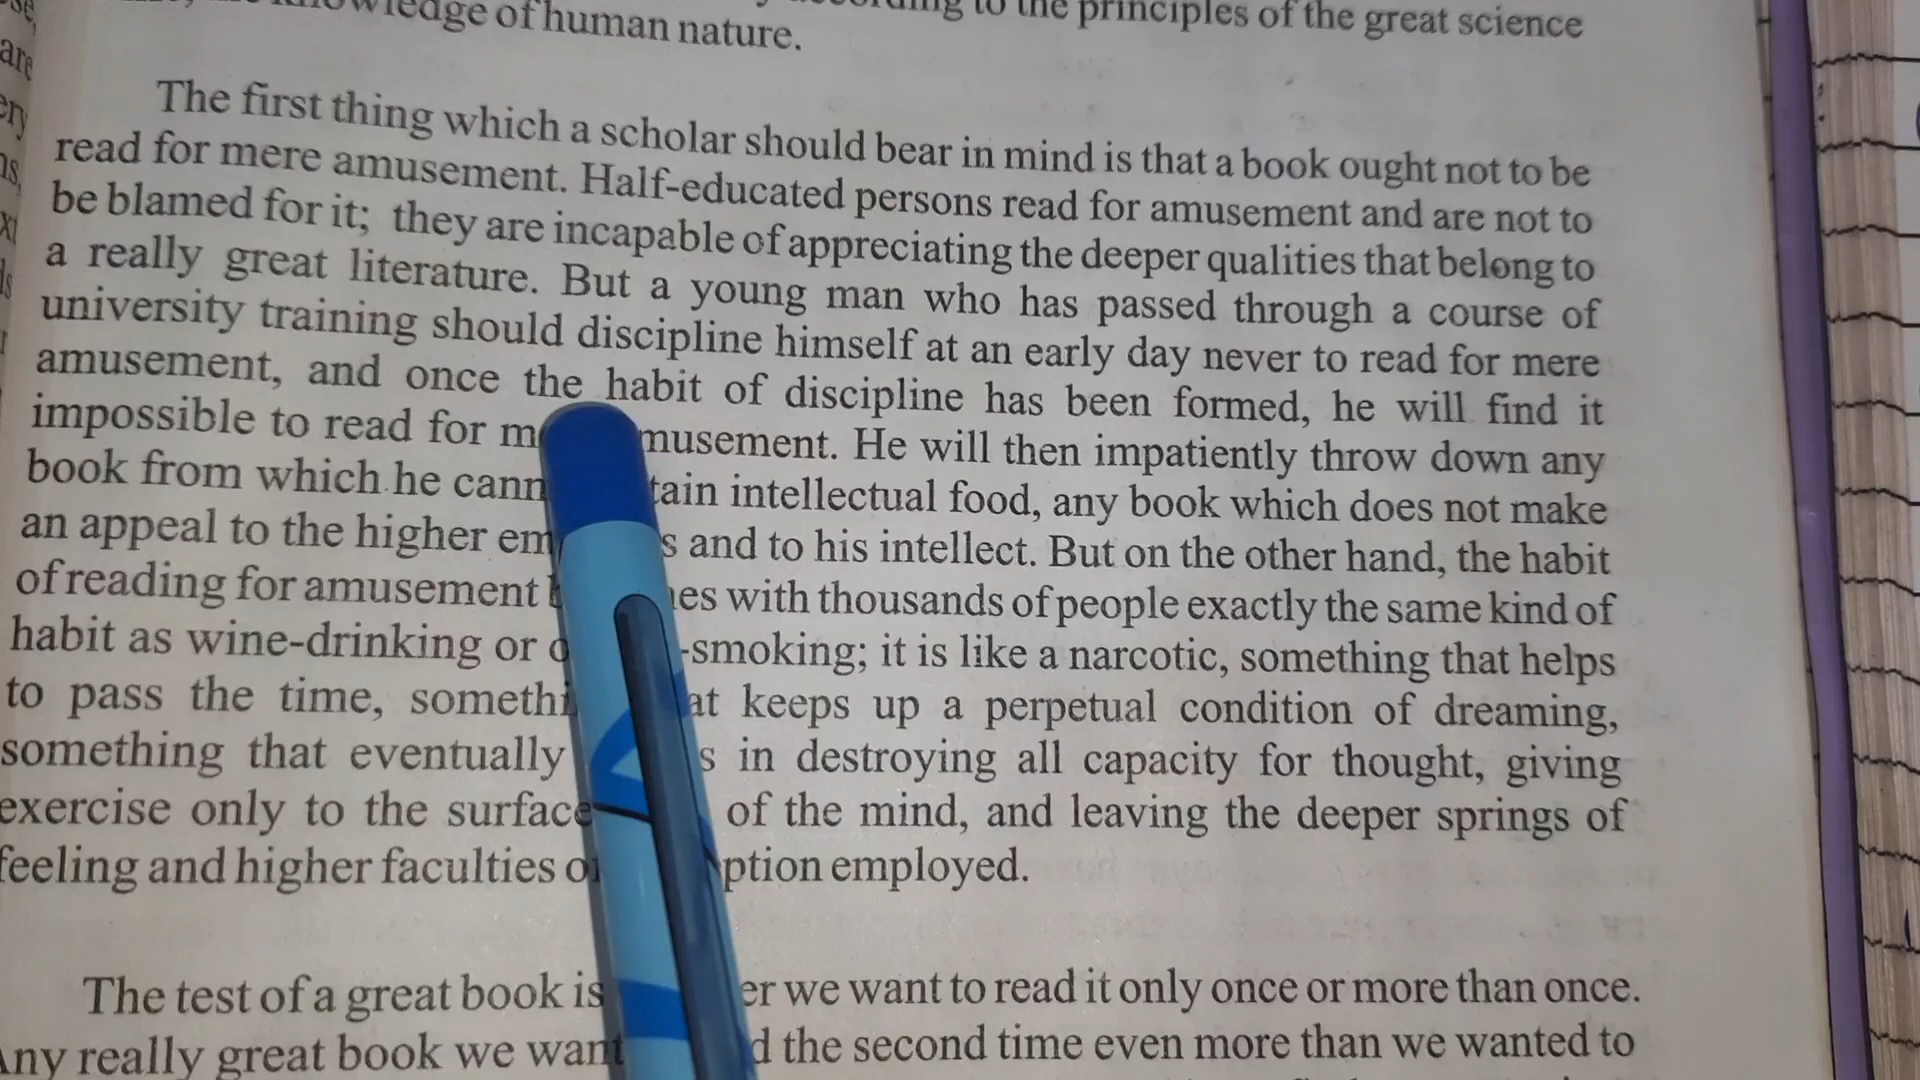 knowledge of human nature.
to the principles of the great science
The first thing which a scholar should bear in mind is that a book ought not to be
read for mere amusement. Half-educated persons read for amusement and are not to
be blamed for it; they are incapable of appreciating the deeper qualities that belong to
a really great literature. But a young man who has passed through a course of
university training should discipline himself at an early day never to read for mere
amusement, and once the habit of discipline has been formed, he will find it
impossible to read for musement. He will then impatiently throw down any
book from which he cann tain intellectual food, any book which does not make
an appeal to the higher em s and to his intellect. But on the other hand, the habit
of reading for amusement es with thousands of people exactly the same kind of
habit as wine-drinking or -smoking; it is like a narcotic, something that helps
to pass the time, somethi at keeps up a perpetual condition of dreaming,
something that eventually s in destroying all capacity for thought, giving
exercise only to the surface of the mind, and leaving the deeper springs of
feeling and higher faculties ption employed.
The test of a great book is er we want to read it only once or more than once.
Any really great book we want d the second time even more than we wanted to